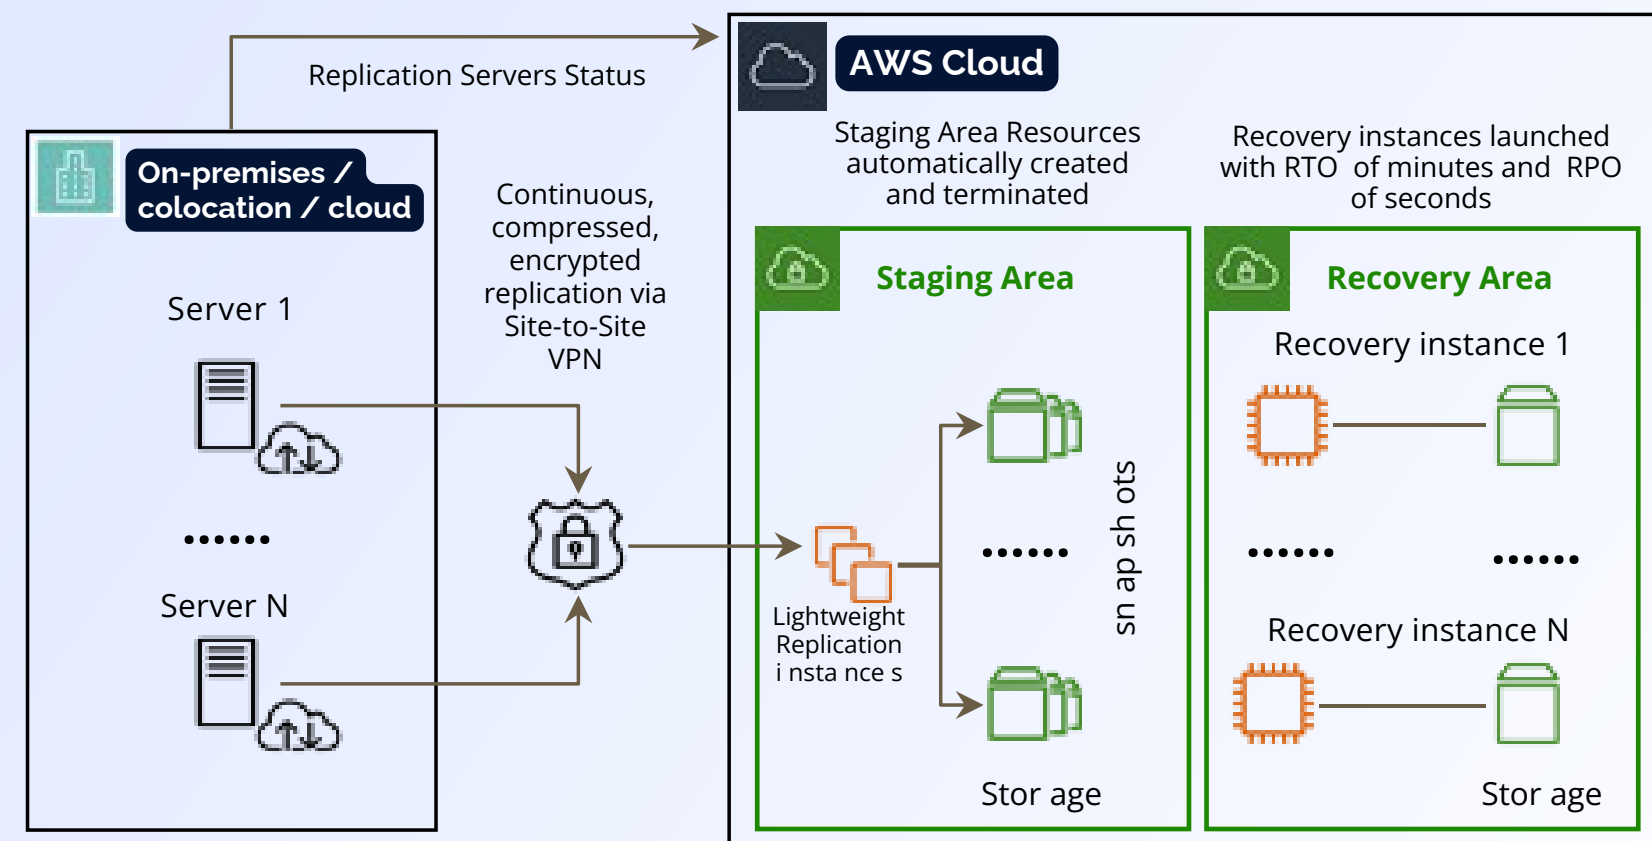 Replication Servers Status
AWS Cloud
On-premises /
colocation / cloud
Continuous,
compressed,
encrypted
replication via
Site-to-Site
VPN
Staging Area Resources
automatically created
and terminated
Recovery instances launched
with RTO  of minutes and  RPO
of seconds
Server 1
......
Server N
Staging Area
Lightweight
Replication
i nsta nce s
......
sn ap sh ots
Stor age
Recovery Area
Recovery instance 1
......
......
Recovery instance N
Stor age